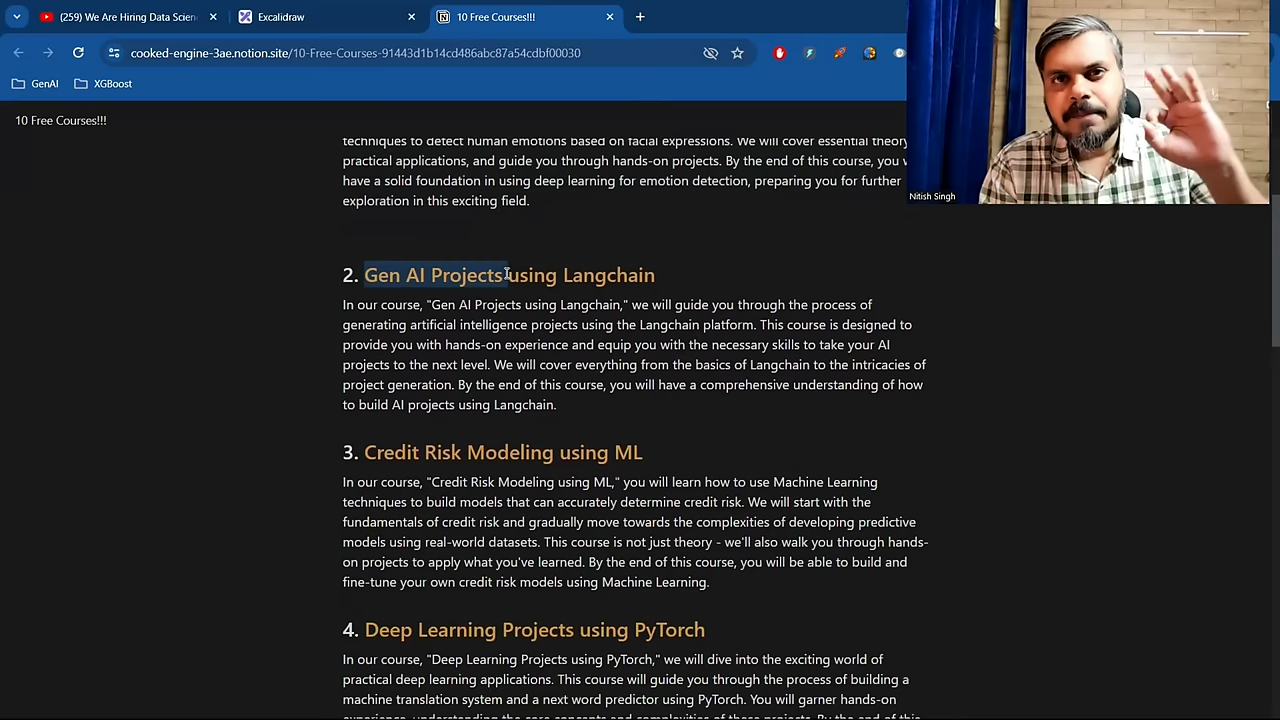 (259) We Are Hiring Data Scien
Excalidraw
10 Free Courses!!!
cooked-engine-3ae.notion.site/10-Free-Courses-91443d1b14cd486abc87a54cdbf00030
GenAI
XGBoost
10 Free Courses!!!
techniques to detect human emotions based on facial expressions. We will cover essential theory
practical applications, and guide you through hands-on projects. By the end of this course, you
have a solid foundation in using deep learning for emotion detection, preparing you for further
exploration in this exciting field.
Nitish Singh
2. Gen AI Projects using Langchain
In our course, "Gen AI Projects using Langchain," we will guide you through the process of
generating artificial intelligence projects using the Langchain platform. This course is designed to
provide you with hands-on experience and equip you with the necessary skills to take your AI
projects to the next level. We will cover everything from the basics of Langchain to the intricacies of
project generation. By the end of this course, you will have a comprehensive understanding of how
to build AI projects using Langchain.
3. Credit Risk Modeling using ML
In our course, "Credit Risk Modeling using ML," you will learn how to use Machine Learning
techniques to build models that can accurately determine credit risk. We will start with the
fundamentals of credit risk and gradually move towards the complexities of developing predictive
models using real-world datasets. This course is not just theory - we'll also walk you through hands-
on projects to apply what you've learned. By the end of this course, you will be able to build and
fine-tune your own credit risk models using Machine Learning.
4. Deep Learning Projects using PyTorch
In our course, "Deep Learning Projects using PyTorch," we will dive into the exciting world of
practical deep learning applications. This course will guide you through the process of building a
machine translation system and a next word predictor using PyTorch. You will garner hands-on
experience, understanding the core concepts and complexities of these projects. By the end of this